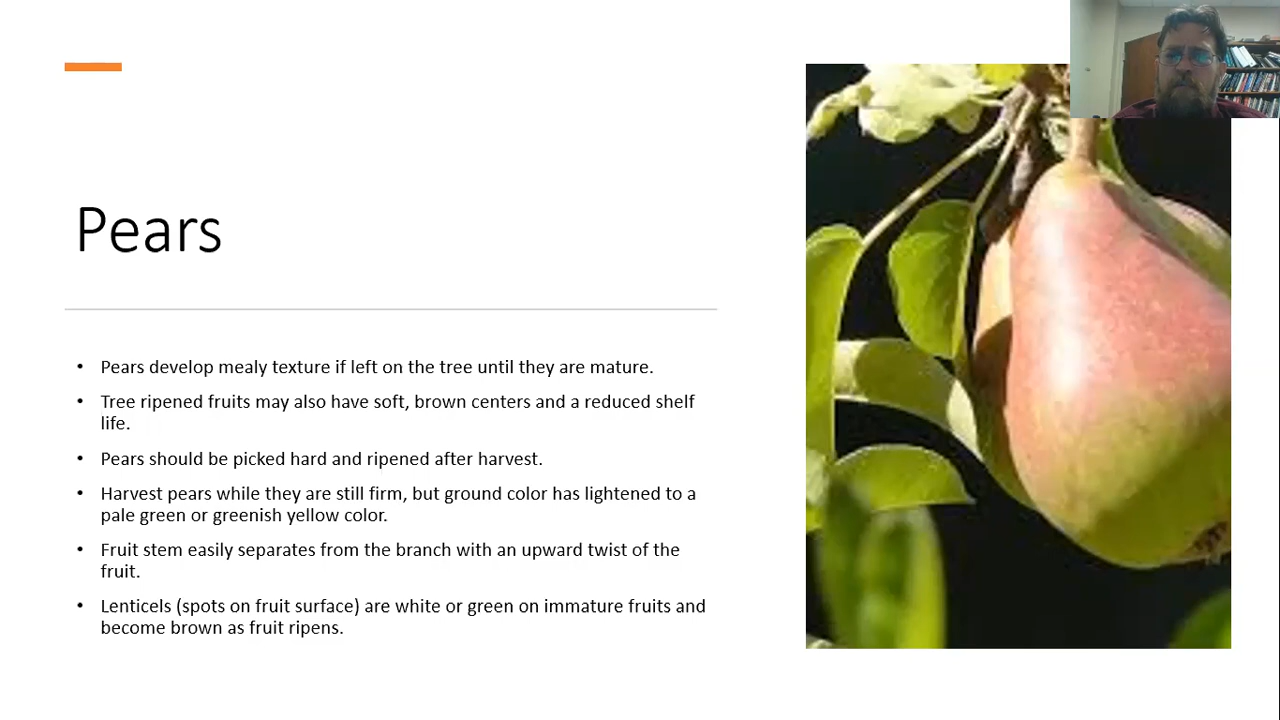 Pears
• Pears develop mealy texture if left on the tree until they are mature.
• Tree ripened fruits may also have soft, brown centers and a reduced shelf
life.
• Pears should be picked hard and ripened after harvest.
• Harvest pears while they are still firm, but ground color has lightened to a
pale green or greenish yellow color.
• Fruit stem easily separates from the branch with an upward twist of the
fruit.
• Lenticels (spots on fruit surface) are white or green on immature fruits and
become brown as fruit ripens.